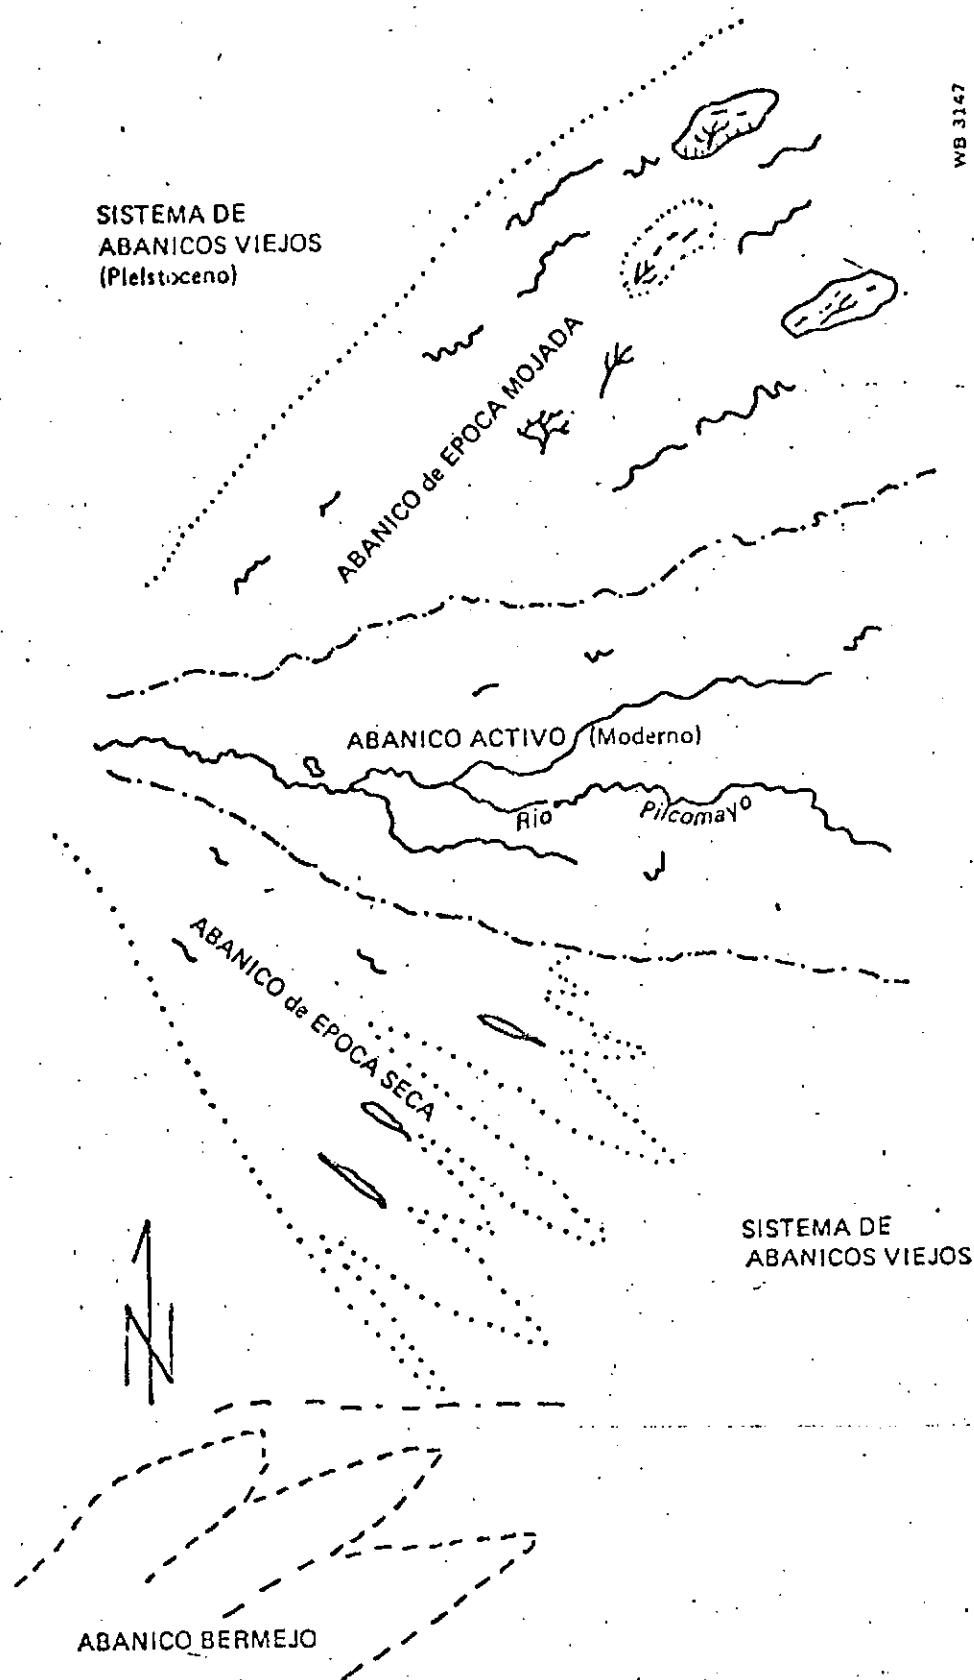 WB 3147
SISTEMA DE
ABANICOS VIEJOS
(Pleistoceno)
ABANICO de EPOCA MOJADA
ABANICO ACTIVO (Moderno)
Rio Pilcomayo
ABANICO de EPOCA SECA
SISTEMA DE
ABANICOS VIEJOS
N
ABANICO BERMEJO